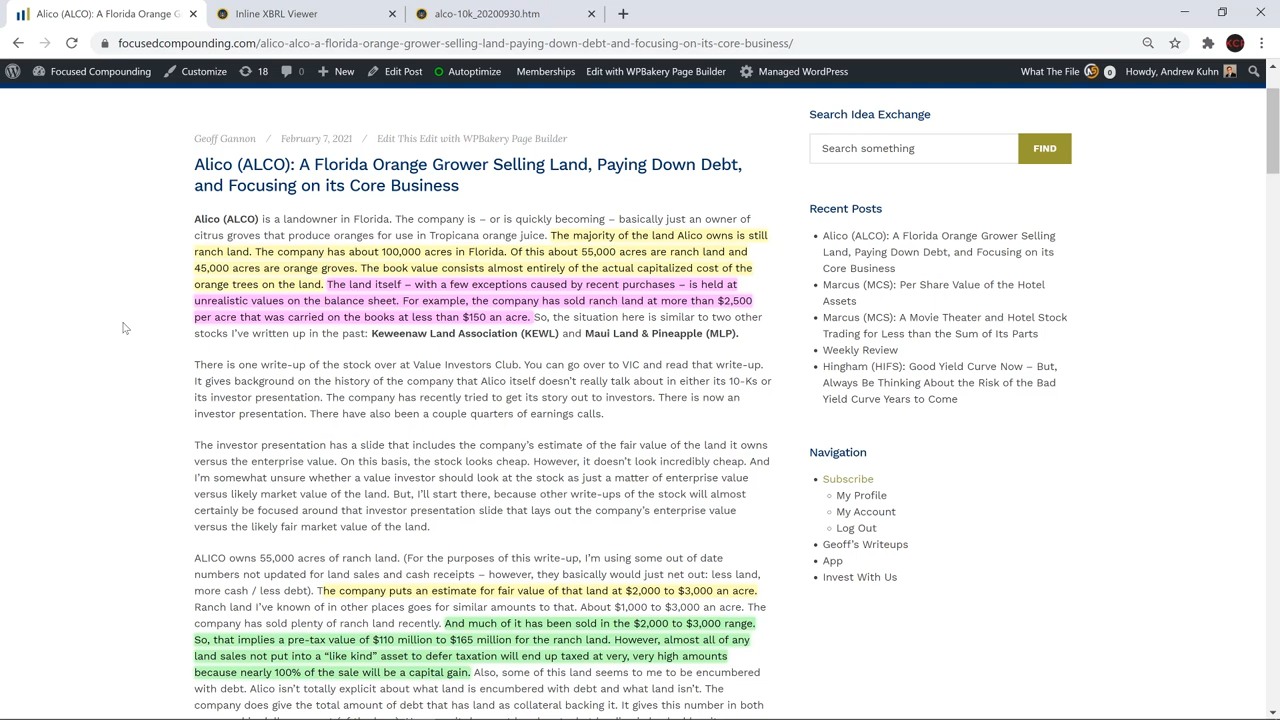 Alico (ALCO): A Florida Orange G
Inline XBRL Viewer
alco-10k_20200930.htm
focusedcompounding.com/alico-alco-a-florida-orange-grower-selling-land-paying-down-debt-and-focusing-on-its-core-business/
Focused Compounding
Customize
18
0
New
Edit Post
Autoptimize
Memberships
Edit with WPBakery Page Builder
Managed WordPress
What The File
0
Howdy, Andrew Kuhn
Geoff Gannon / February 7, 2021 / Edit This Edit with WPBakery Page Builder
Alico (ALCO): A Florida Orange Grower Selling Land, Paying Down Debt,
and Focusing on its Core Business
Alico (ALCO) is a landowner in Florida. The company is – or is quickly becoming – basically just an owner of
citrus groves that produce oranges for use in Tropicana orange juice. The majority of the land Alico owns is still
ranch land. The company has about 100,000 acres in Florida. Of this about 55,000 acres are ranch land and
45,000 acres are orange groves. The book value consists almost entirely of the actual capitalized cost of the
orange trees on the land. The land itself – with a few exceptions caused by recent purchases – is held at
unrealistic values on the balance sheet. For example, the company has sold ranch land at more than $2,500
per acre that was carried on the books at less than $150 an acre. So, the situation here is similar to two other
stocks I've written up in the past: Keweenaw Land Association (KEWL) and Maui Land & Pineapple (MLP).
There is one write-up of the stock over at Value Investors Club. You can go over to VIC and read that write-up.
It gives background on the history of the company that Alico itself doesn't really talk about in either its 10-Ks or
its investor presentation. The company has recently tried to get its story out to investors. There is now an
investor presentation. There have also been a couple quarters of earnings calls.
The investor presentation has a slide that includes the company's estimate of the fair value of the land it owns
versus the enterprise value. On this basis, the stock looks cheap. However, it doesn't look incredibly cheap. And
I'm somewhat unsure whether a value investor should look at the stock as just a matter of enterprise value
versus likely market value of the land. But, I'll start there, because other write-ups of the stock will almost
certainly be focused around that investor presentation slide that lays out the company's enterprise value
versus the likely fair market value of the land.
ALICO owns 55,000 acres of ranch land. (For the purposes of this write-up, I'm using some out of date
numbers not updated for land sales and cash receipts – however, they basically would just net out: less land,
more cash / less debt). The company puts an estimate for fair value of that land at $2,000 to $3,000 an acre.
Ranch land I've known of in other places goes for similar amounts to that. About $1,000 to $3,000 an acre. The
company has sold plenty of ranch land recently. And much of it has been sold in the $2,000 to $3,000 range.
So, that implies a pre-tax value of $110 million to $165 million for the ranch land. However, almost all of any
land sales not put into a “like kind” asset to defer taxation will end up taxed at very, very high amounts
because nearly 100% of the sale will be a capital gain. Also, some of this land seems to me to be encumbered
with debt. Alico isn't totally explicit about what land is encumbered with debt and what land isn't. The
company does give the total amount of debt that has land as collateral backing it. It gives this number in both
Search Idea Exchange
Search something
FIND
Recent Posts
Alico (ALCO): A Florida Orange Grower Selling
Land, Paying Down Debt, and Focusing on its Core
Business
Marcus (MCS): Per Share Value of the Hotel
Assets
Marcus (MCS): A Movie Theater and Hotel Stock
Trading for Less than the Sum of Its Parts
Weekly Review
Hingham (HIFS): Good Yield Curve Now – But,
Always Be Thinking About the Risk of the Bad
Yield Curve Years to Come
Navigation
Subscribe
My Profile
My Account
Log Out
Geoff's Writeups
App
Invest With Us